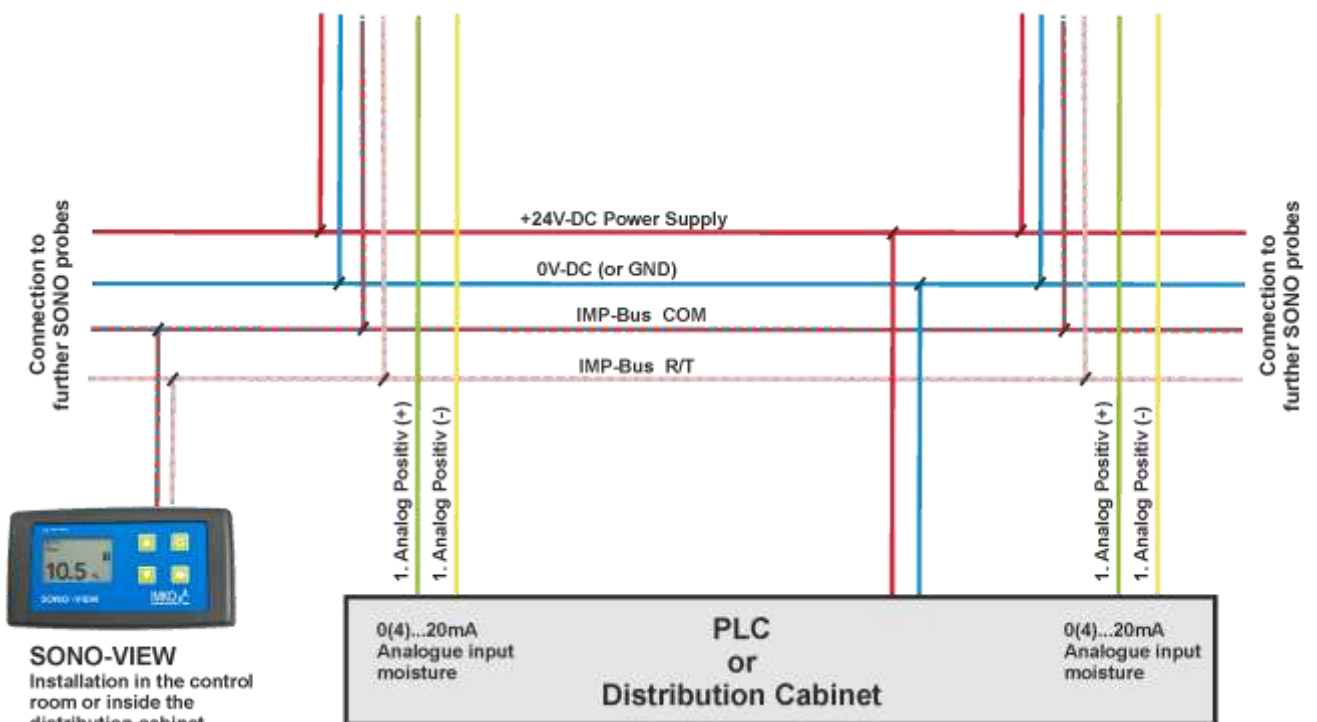 +24V-DC Power Supply
0V-DC (or GND)
IMP-Bus COM
IMP-Bus R/T
Connection to
further SONO probes
Connection to
further SONO probes
1. Analog Positiv (+)
1. Analog Positiv (-)
1. Analog Positiv (+)
1. Analog Positiv (-)
10.5
SONO-VIEW
IMKO
SONO-VIEW
Installation in the control
room or inside the
distribution cabinet
0(4)...20mA
Analogue input
moisture
PLC
or
Distribution Cabinet
0(4)...20mA
Analogue input
moisture